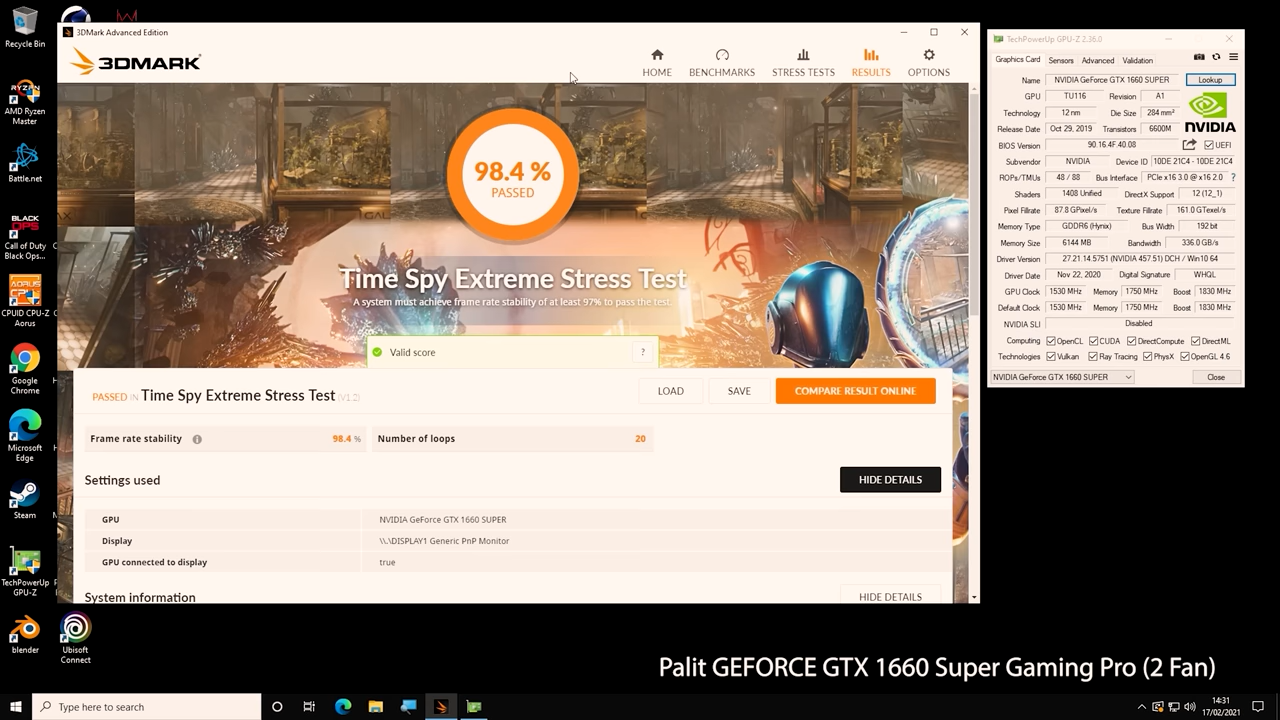 Recycle Bin
AMD Ryzen
Master
Battle.net
BLACK
OPS
Call of Duty
Black Ops...
CPUID CPU-Z
Aorus
Google
Chrome
Microsoft
Edge
Steam
TechPowerUp
GPU-Z
blender
Ubisoft
Connect
3DMark Advanced Edition
3DMARK
HOME
BENCHMARKS
STRESS TESTS
RESULTS
OPTIONS
98.4 %
PASSED
Time Spy Extreme Stress Test
A system must achieve frame rate stability of at least 97% to pass the test.
Valid score
?
PASSED IN Time Spy Extreme Stress Test (V1.2)
LOAD
SAVE
COMPARE RESULT ONLINE
Frame rate stability 98.4 %
Number of loops 20
Settings used
HIDE DETAILS
GPU NVIDIA GeForce GTX 1660 SUPER
Display \\.\DISPLAY1 Generic PnP Monitor
GPU connected to display true
System information
HIDE DETAILS
TechPowerUp GPU-Z 2.36.0
Graphics Card Sensors Advanced Validation
Name NVIDIA GeForce GTX 1660 SUPER Lookup
GPU TU116 Revision A1
Technology 12 nm Die Size 284 mm²
NVIDIA
Release Date Oct 29, 2019 Transistors 6600M
BIOS Version 90.16.4F.40.08 UEFI
Subvendor NVIDIA Device ID 10DE 21C4 - 10DE 21C4
ROPs/TMUs 48 / 88 Bus Interface PCIe x16 3.0 @ x16 2.0 ?
Shaders 1408 Unified DirectX Support 12 (12_1)
Pixel Fillrate 87.8 GPixel/s Texture Fillrate 161.0 GTexel/s
Memory Type GDDR6 (Hynix) Bus Width 192 bit
Memory Size 6144 MB Bandwidth 336.0 GB/s
Driver Version 27.21.14.5751 (NVIDIA 457.51) DCH / Win10 64
Driver Date Nov 22, 2020 Digital Signature WHQL
GPU Clock 1530 MHz Memory 1750 MHz Boost 1830 MHz
Default Clock 1530 MHz Memory 1750 MHz Boost 1830 MHz
NVIDIA SLI Disabled
Computing OpenCL CUDA DirectCompute DirectML
Technologies Vulkan Ray Tracing PhysX OpenGL 4.6
NVIDIA GeForce GTX 1660 SUPER Close
Palit GEFORCE GTX 1660 Super Gaming Pro (2 Fan)
Type here to search
14:31
17/02/2021